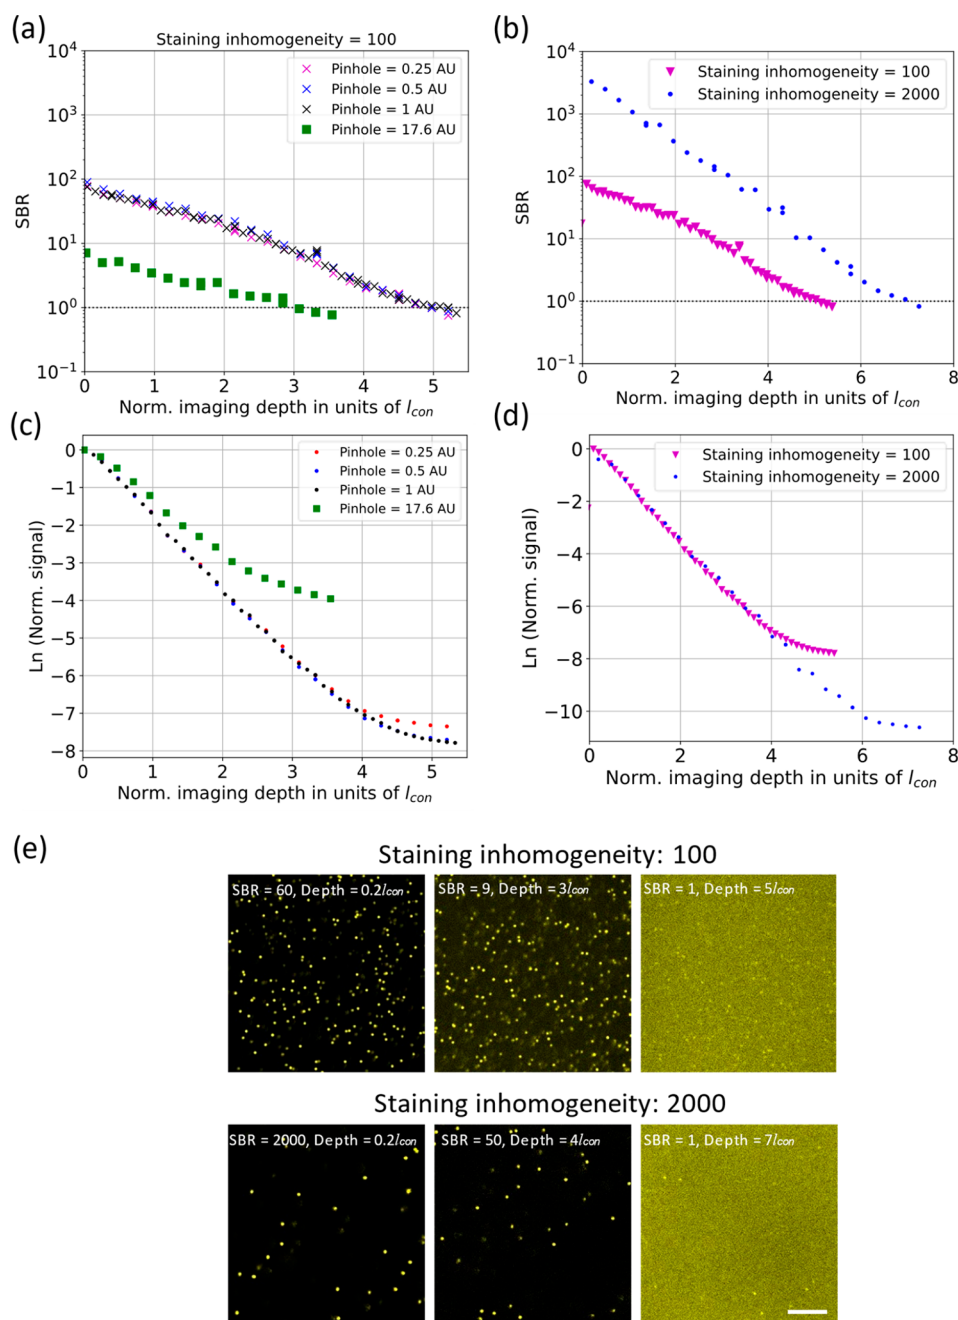 (a)
Staining inhomogeneity = 100
Pinhole = 0.25 AU
Pinhole = 0.5 AU
Pinhole = 1 AU
Pinhole = 17.6 AU
10^4
10^3
10^2
10^1
10^0
10^-1
SBR
0 1 2 3 4 5
Norm. imaging depth in units of l_con
(b)
Staining inhomogeneity = 100
Staining inhomogeneity = 2000
10^4
10^3
10^2
10^1
10^0
10^-1
SBR
0 2 4 6 8
Norm. imaging depth in units of l_con
(c)
Pinhole = 0.25 AU
Pinhole = 0.5 AU
Pinhole = 1 AU
Pinhole = 17.6 AU
0
−1
−2
−3
−4
−5
−6
−7
−8
Ln (Norm. signal)
0 1 2 3 4 5
Norm. imaging depth in units of l_con
(d)
Staining inhomogeneity = 100
Staining inhomogeneity = 2000
0
−2
−4
−6
−8
−10
Ln (Norm. signal)
0 2 4 6 8
Norm. imaging depth in units of l_con
(e)
Staining inhomogeneity: 100
SBR = 60, Depth = 0.2l_con
SBR = 9, Depth = 3l_con
SBR = 1, Depth = 5l_con
Staining inhomogeneity: 2000
SBR = 2000, Depth = 0.2l_con
SBR = 50, Depth = 4l_con
SBR = 1, Depth = 7l_con